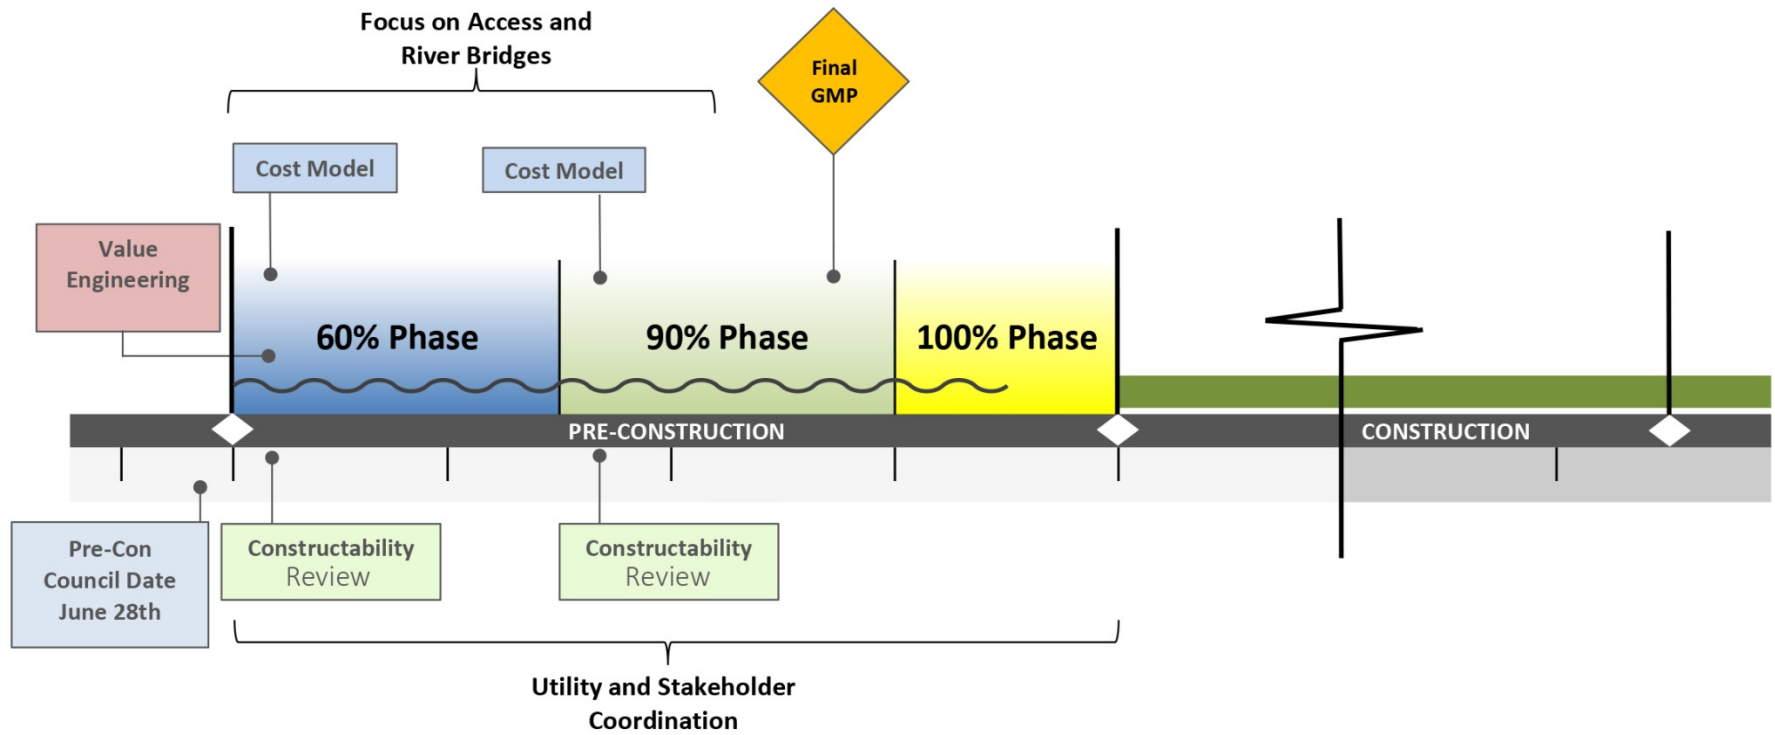 Focus on Access and
River Bridges
Final
GMP
Cost Model
Cost Model
Value
Engineering
60% Phase
90% Phase
100% Phase
PRE-CONSTRUCTION
CONSTRUCTION
Pre-Con
Council Date
June 28th
Constructability
Review
Constructability
Review
Utility and Stakeholder
Coordination